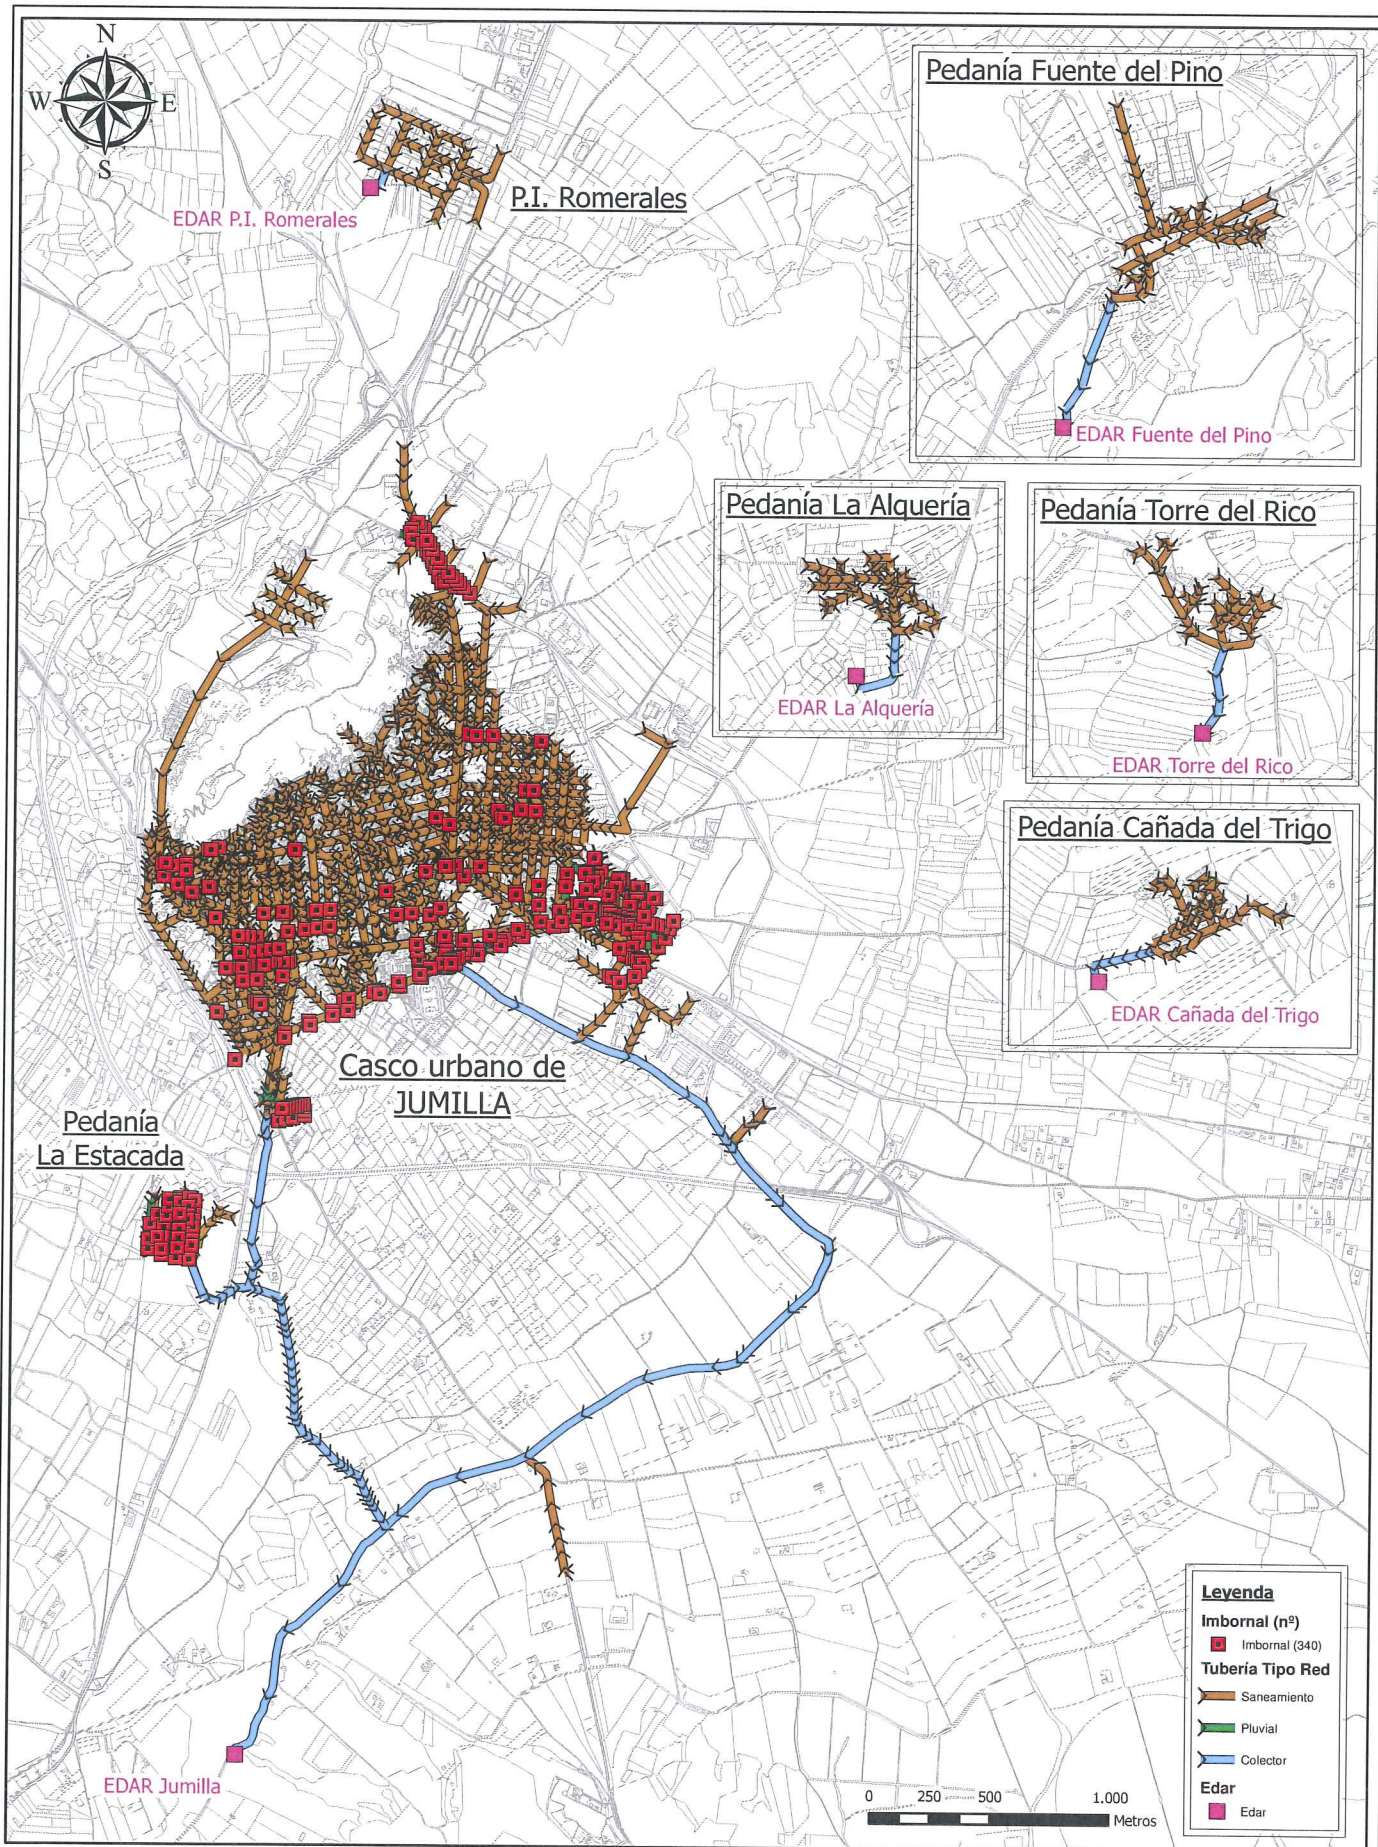 N
W
E
S
EDAR P.I. Romerales
P.I. Romerales
Pedanía Fuente del Pino
EDAR Fuente del Pino
Pedanía La Alquería
EDAR La Alquería
Pedanía Torre del Rico
EDAR Torre del Rico
Pedanía Cañada del Trigo
EDAR Cañada del Trigo
Casco urbano de
JUMILLA
Pedanía
La Estacada
EDAR Jumilla
Leyenda
Imbornal (nº)
Imbornal (340)
Tubería Tipo Red
Saneamiento
Pluvial
Colector
Edar
Edar
0 250 500 1.000
Metros